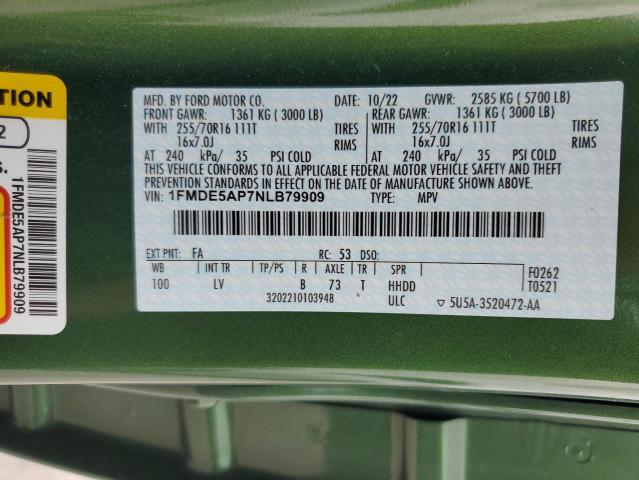 TION
2
S.
1FMDE5AP7NLB79909
MFD. BY FORD MOTOR CO. DATE: 10/22 GVWR: 2585 KG ( 5700 LB)
FRONT GAWR: 1361 KG ( 3000 LB) REAR GAWR: 1361 KG ( 3000 LB)
WITH 255/70R16 111T TIRES WITH 255/70R16 111T TIRES
16x7.0J RIMS 16x7.0J RIMS
AT 240 kPa/ 35 PSI COLD AT 240 kPa/ 35 PSI COLD
THIS VEHICLE CONFORMS TO ALL APPLICABLE FEDERAL MOTOR VEHICLE SAFETY AND THEFT
PREVENTION STANDARDS IN EFFECT ON THE DATE OF MANUFACTURE SHOWN ABOVE.
VIN: 1FMDE5AP7NLB79909 TYPE: MPV
EXT PNT: FA RC: 53 DSO:
WB INT TR TP/PS R AXLE TR SPR F0262
100 LV B 73 T HHDD T0521
3202210103948 ULC ▽ 5U5A-3520472-AA